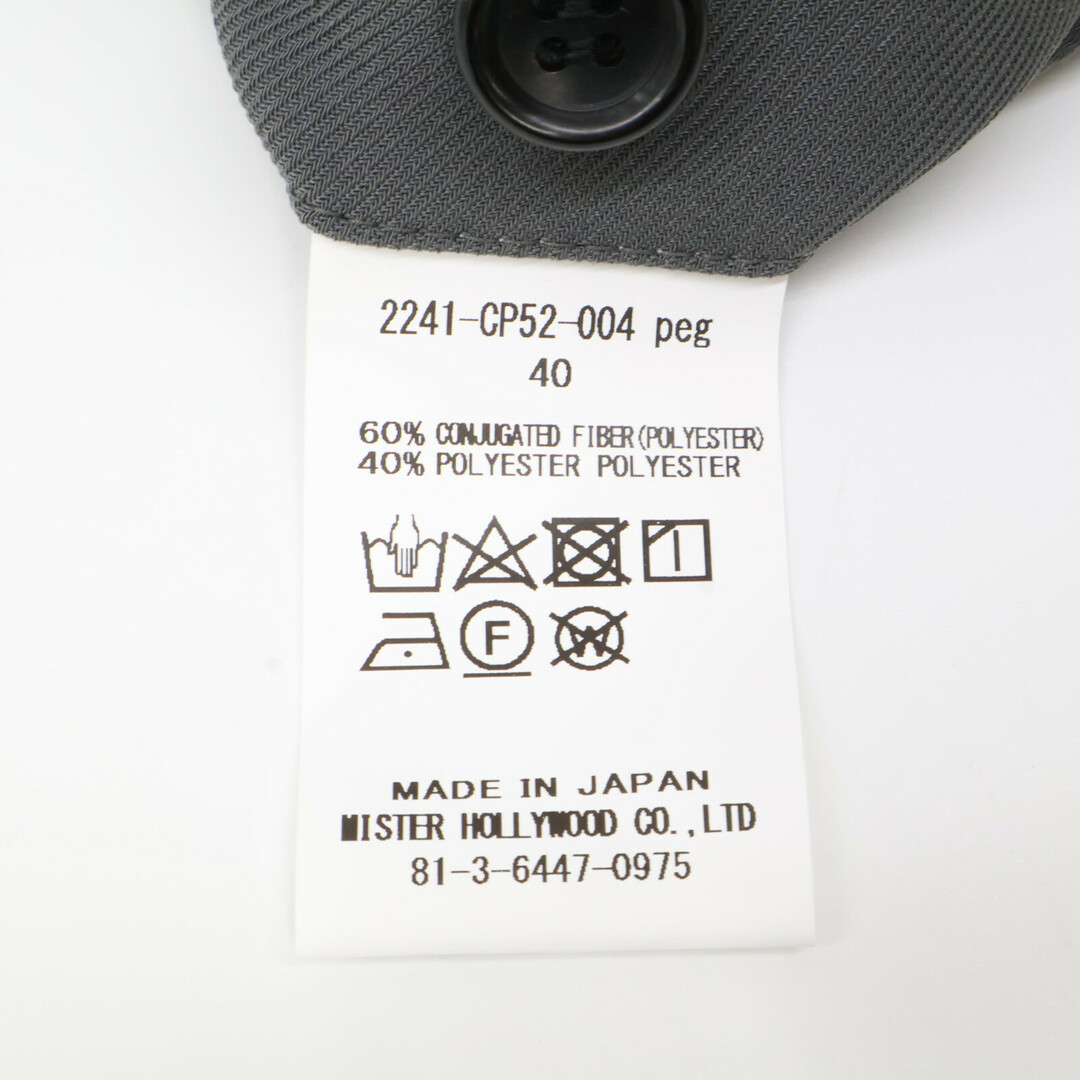 2241-CP52-004 peg
40
60% CONJUGATED FIBER(POLYESTER)
40% POLYESTER POLYESTER
F
W
MADE IN JAPAN
MISTER HOLLYWOOD CO.,LTD
81-3-6447-0975